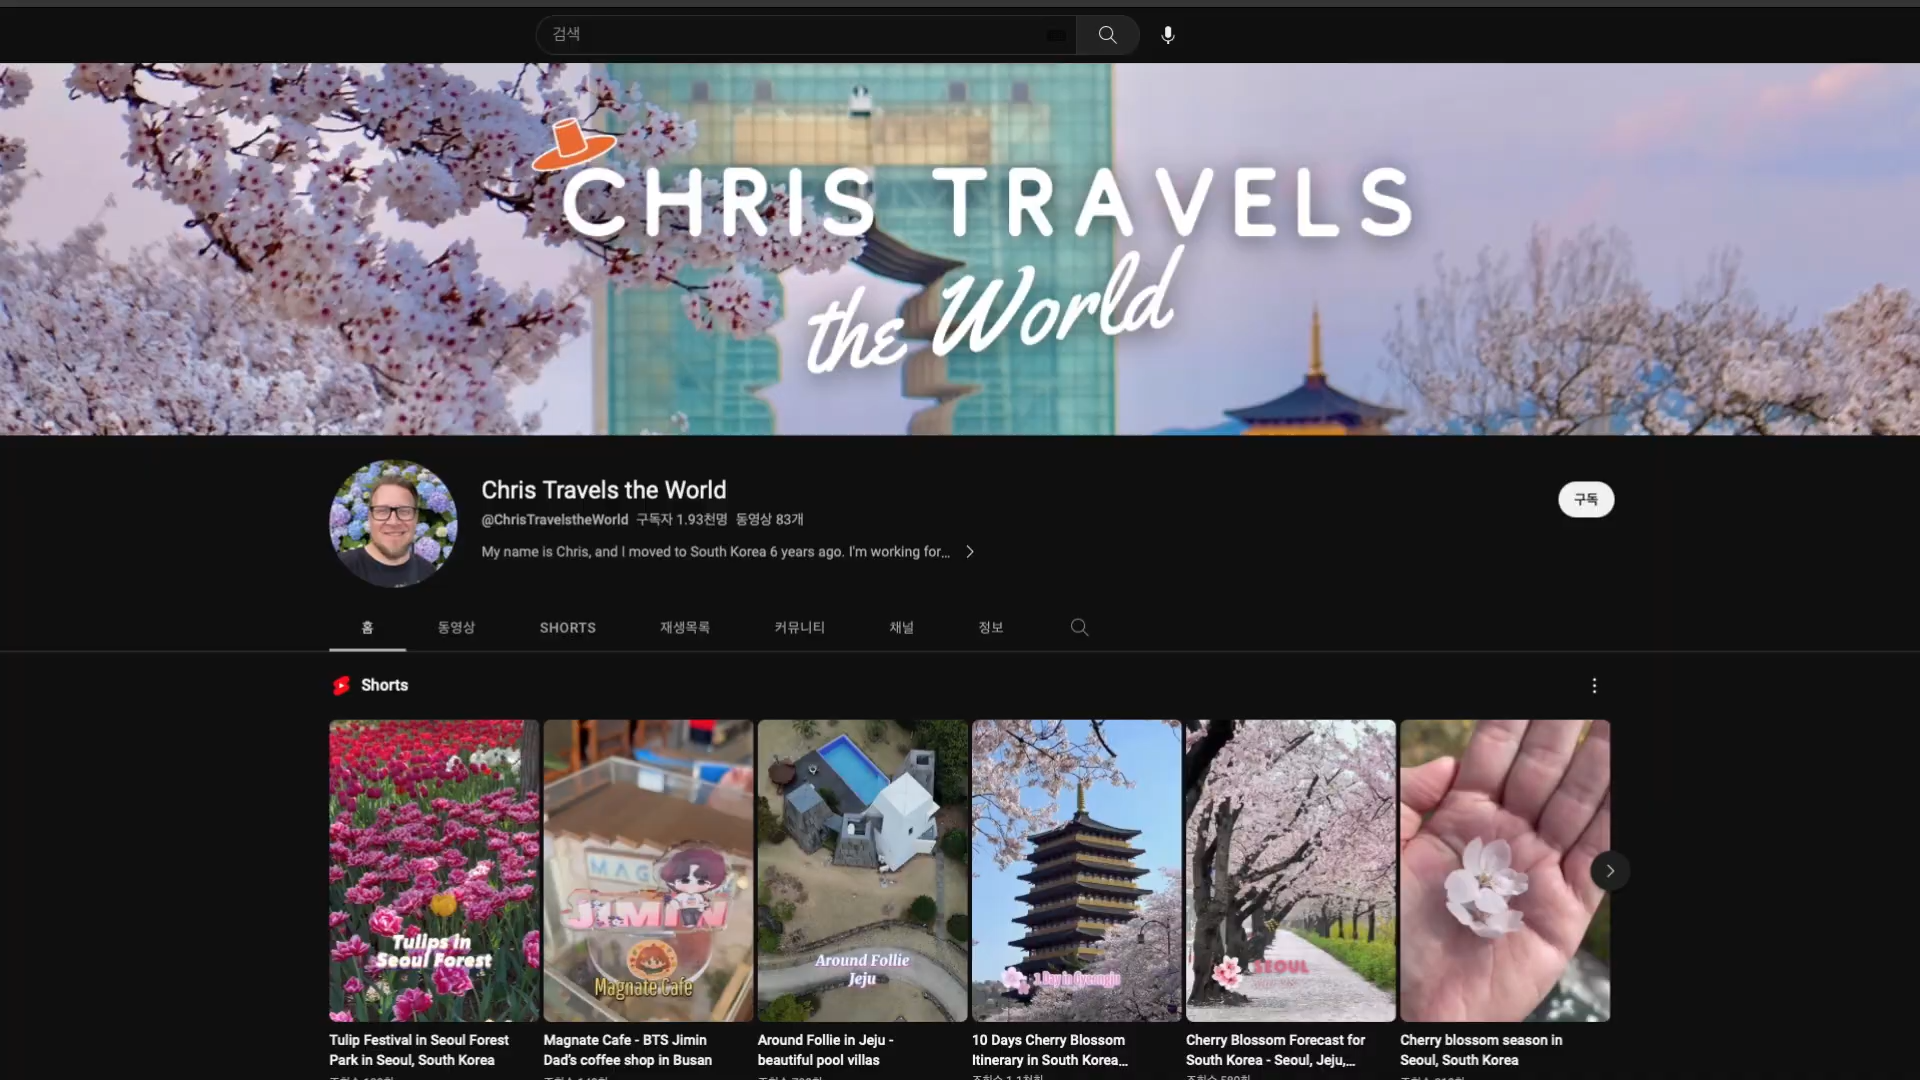 검색
CHRIS TRAVELS
the World
Chris Travels the World
@ChrisTravelstheWorld 구독자 1.93천명 동영상 83개
구독
My name is Chris, and I moved to South Korea 6 years ago. I'm working for...
홈 동영상 SHORTS 재생목록 커뮤니티 채널 정보
Shorts
MAG
JIMIN
Tulips in
Seoul Forest
Magnate Cafe
Around Follie
Jeju
1 Day in Gyeongju
SEOUL
Tulip Festival in Seoul Forest
Park in Seoul, South Korea
Magnate Cafe - BTS Jimin
Dad's coffee shop in Busan
Around Follie in Jeju -
beautiful pool villas
10 Days Cherry Blossom
Itinerary in South Korea...
Cherry Blossom Forecast for
South Korea - Seoul, Jeju,...
Cherry blossom season in
Seoul, South Korea